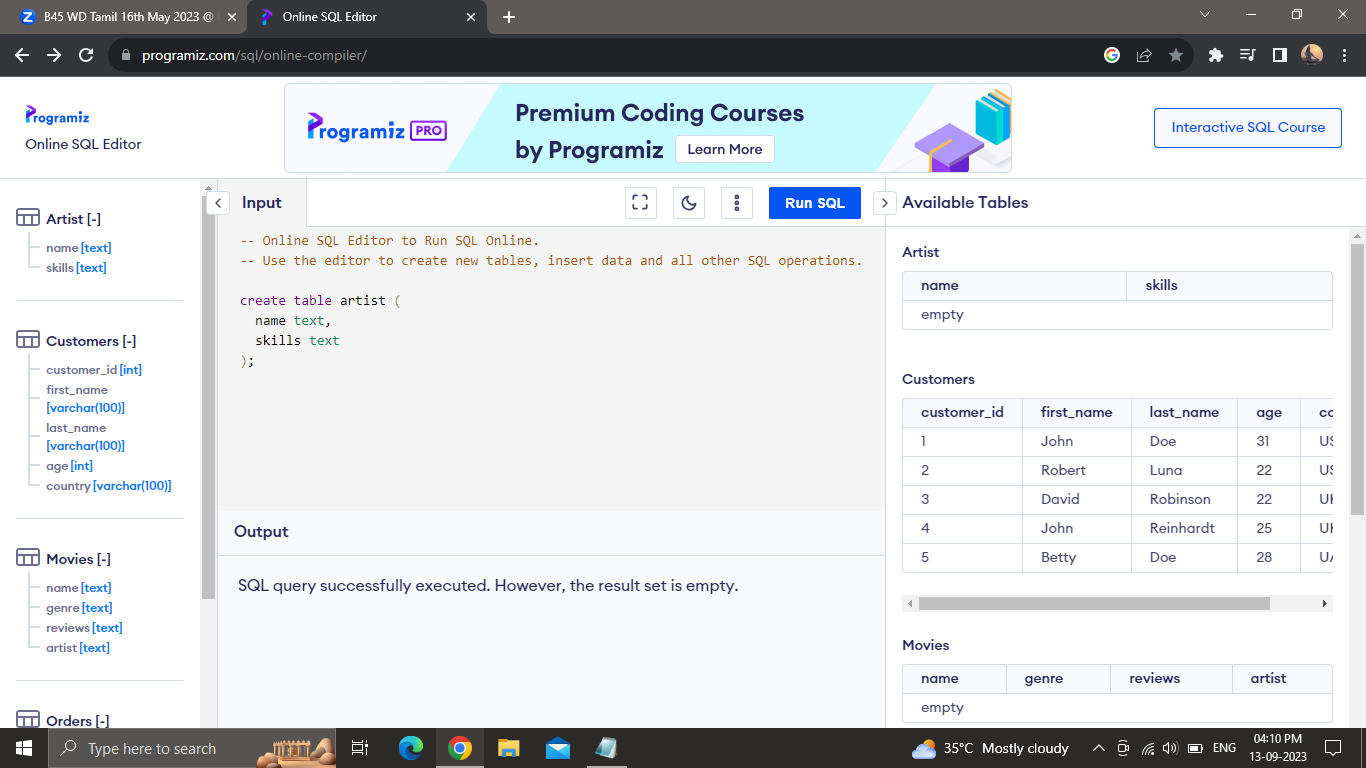 B45 WD Tamil 16th May 2023 @
Online SQL Editor
programiz.com/sql/online-compiler/
Programiz
Online SQL Editor
Programiz PRO
Premium Coding Courses
by Programiz
Learn More
Interactive SQL Course
Artist [-]
name [text]
skills [text]
Customers [-]
customer_id [int]
first_name
[varchar(100)]
last_name
[varchar(100)]
age [int]
country [varchar(100)]
Movies [-]
name [text]
genre [text]
reviews [text]
artist [text]
Orders [-]
Input
Run SQL
-- Online SQL Editor to Run SQL Online.
-- Use the editor to create new tables, insert data and all other SQL operations.
create table artist (
name text,
skills text
);
Output
SQL query successfully executed. However, the result set is empty.
Available Tables
Artist
name skills
empty
Customers
customer_id first_name last_name age
1 John Doe 31
2 Robert Luna 22
3 David Robinson 22
4 John Reinhardt 25
5 Betty Doe 28
Movies
name genre reviews artist
empty
Type here to search
35°C Mostly cloudy
ENG
04:10 PM
13-09-2023